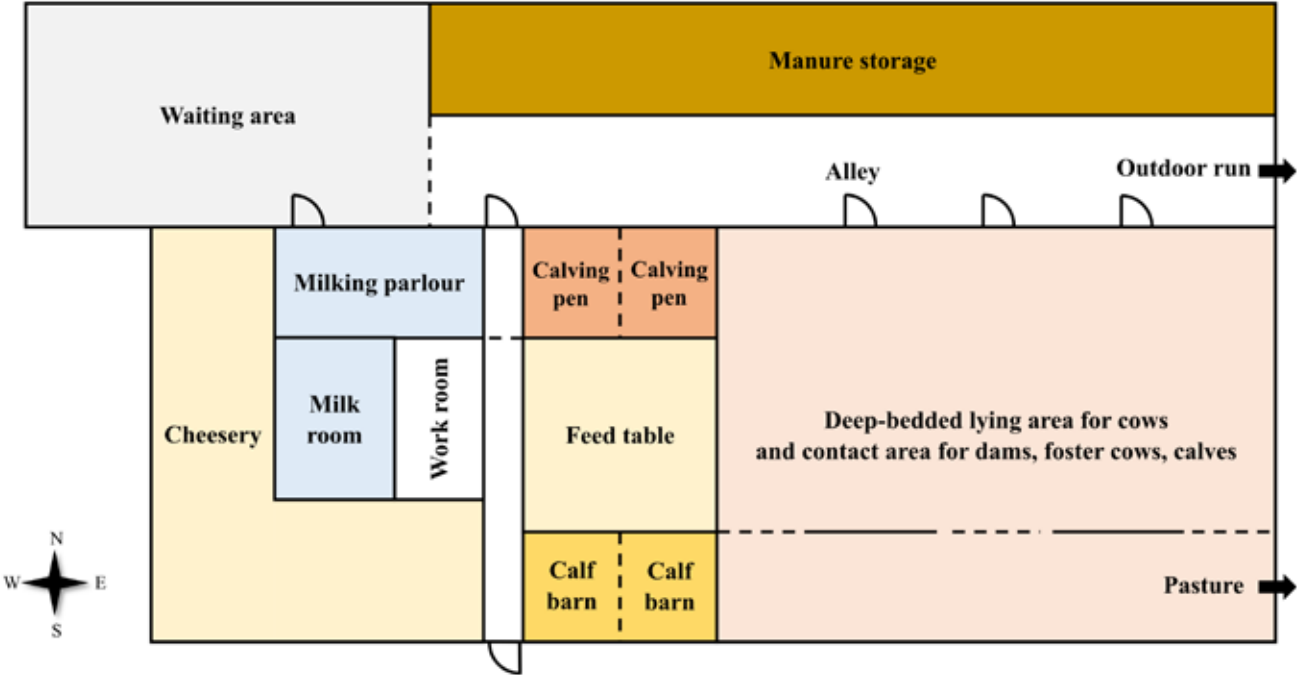 Manure storage
Waiting area
Alley
Outdoor run
Milking parlour
Calving
pen
Calving
pen
Cheesery
Milk
room
Work room
Feed table
Deep-bedded lying area for cows
and contact area for dams, foster cows, calves
N
W
E
S
Calf
barn
Calf
barn
Pasture